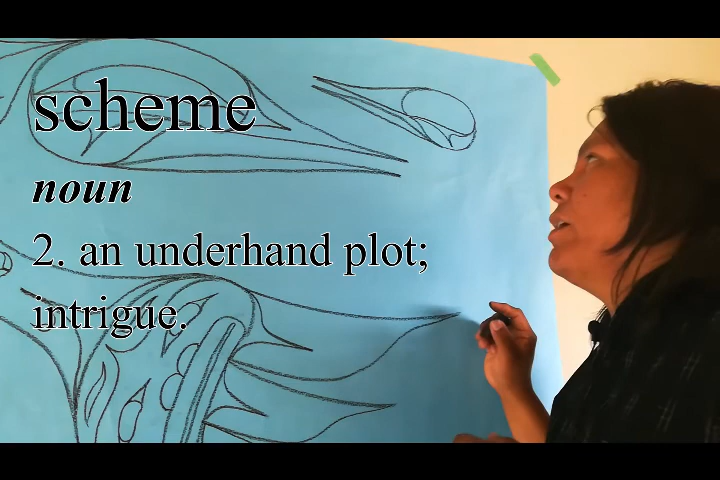 scheme
noun
2. an underhand plot;
intrigue.